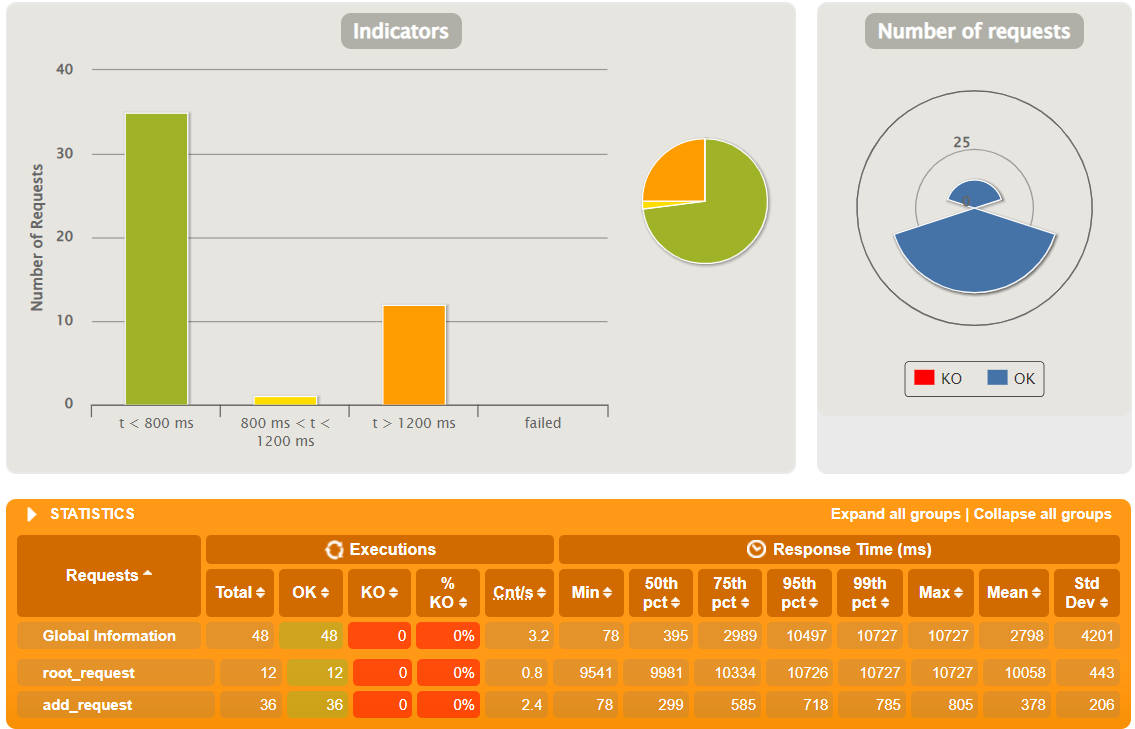 Indicators
Number of requests
40
30
20
10
0
Number of Requests
t < 800 ms
800 ms < t <
1200 ms
t > 1200 ms
failed
25
0
KO OK
STATISTICS Expand all groups | Collapse all groups
Requests Executions Response Time (ms)
Total OK KO % KO Cnt/s Min 50th pct 75th pct 95th pct 99th pct Max Mean Std Dev
Global Information 48 48 0 0% 3.2 78 395 2989 10497 10727 10727 2798 4201
root_request 12 12 0 0% 0.8 9541 9981 10334 10726 10727 10727 10058 443
add_request 36 36 0 0% 2.4 78 299 585 718 785 805 378 206